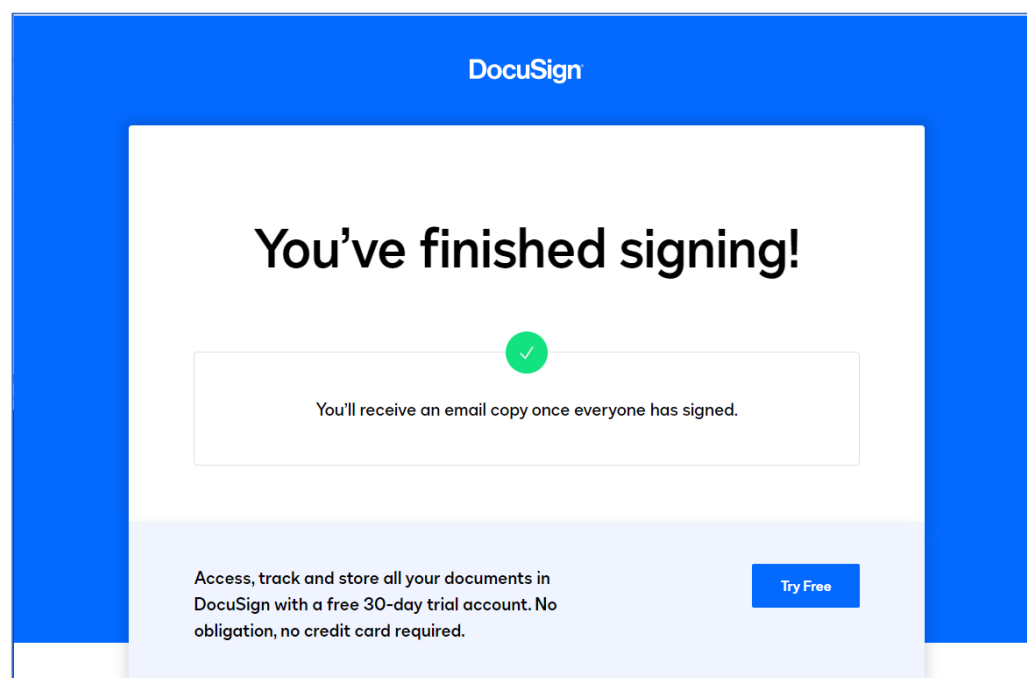 DocuSign
You’ve finished signing!
You’ll receive an email copy once everyone has signed.
Access, track and store all your documents in
DocuSign with a free 30-day trial account. No
obligation, no credit card required.
Try Free